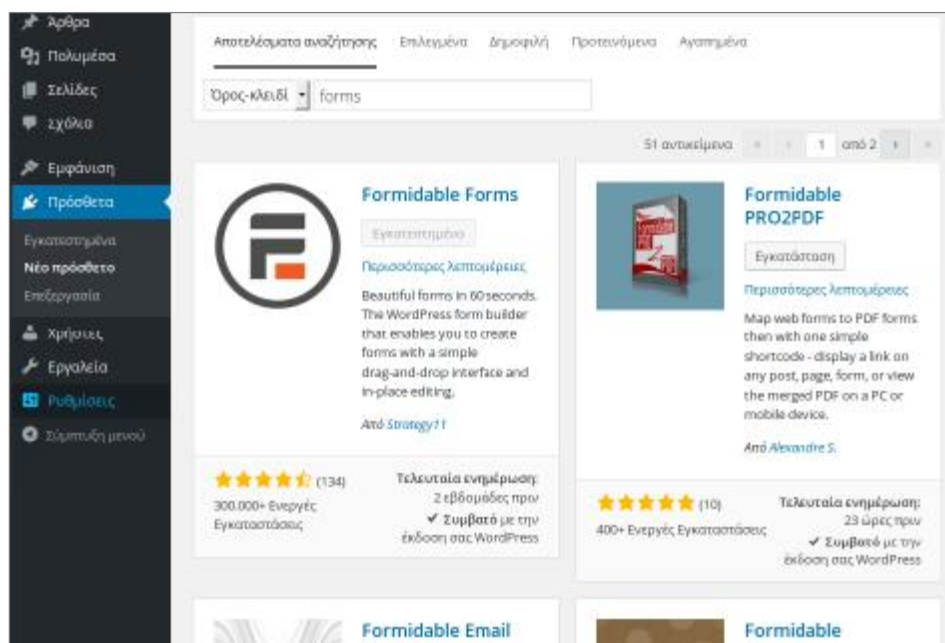 Άρθρα
Πολυμέσα
Σελίδες
Σχόλια
Εμφάνιση
Πρόσθετα
Εγκατεστημένα
Νέο πρόσθετο
Επεξεργασία
Χρήστες
Εργαλεία
Ρυθμίσεις
Σύμπτυξη μενού
Αποτελέσματα αναζήτησης Επιλεγμένα Δημοφιλή Προτεινόμενα Αγαπημένα
Όρος-κλειδί forms
51 αντικείμενα « ‹ 1 από 2 › »
Formidable Forms
Εγκατεστημένο
Περισσότερες λεπτομέρειες
Beautiful forms in 60 seconds.
The WordPress form builder
that enables you to create
forms with a simple
drag-and-drop interface and
in-place editing.
Από Strategy11
(134)
300.000+ Ενεργές
Εγκαταστάσεις
Τελευταία ενημέρωση:
2 εβδομάδες πριν
✔ Συμβατό με την
έκδοση σας WordPress
Formidable
PRO2PDF
Εγκατάσταση
Περισσότερες λεπτομέρειες
Map web forms to PDF forms
then with one simple
shortcode - display a link on
any post, page, form, or view
the merged PDF on a PC or
mobile device.
Από Alexandre S.
(10)
400+ Ενεργές Εγκαταστάσεις
Τελευταία ενημέρωση:
23 ώρες πριν
✔ Συμβατό με την
έκδοση σας WordPress
Formidable Email
Formidable